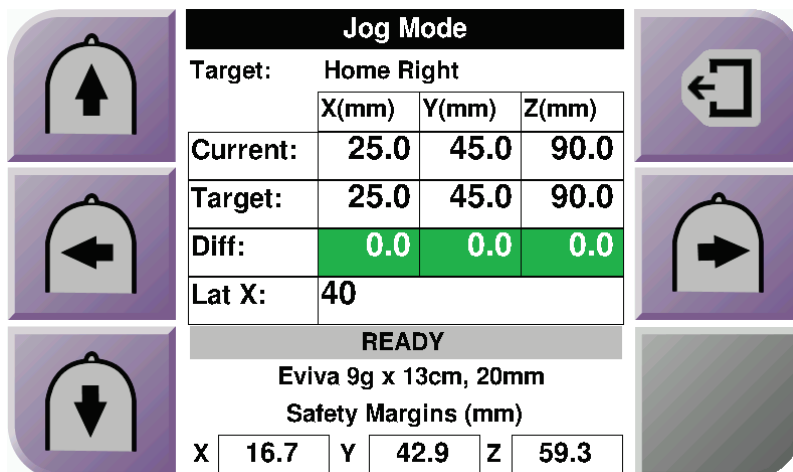 Jog Mode
Target: Home Right
X(mm) Y(mm) Z(mm)
Current: 25.0 45.0 90.0
Target: 25.0 45.0 90.0
Diff: 0.0 0.0 0.0
Lat X: 40
READY
Eviva 9g x 13cm, 20mm
Safety Margins (mm)
X 16.7 Y 42.9 Z 59.3